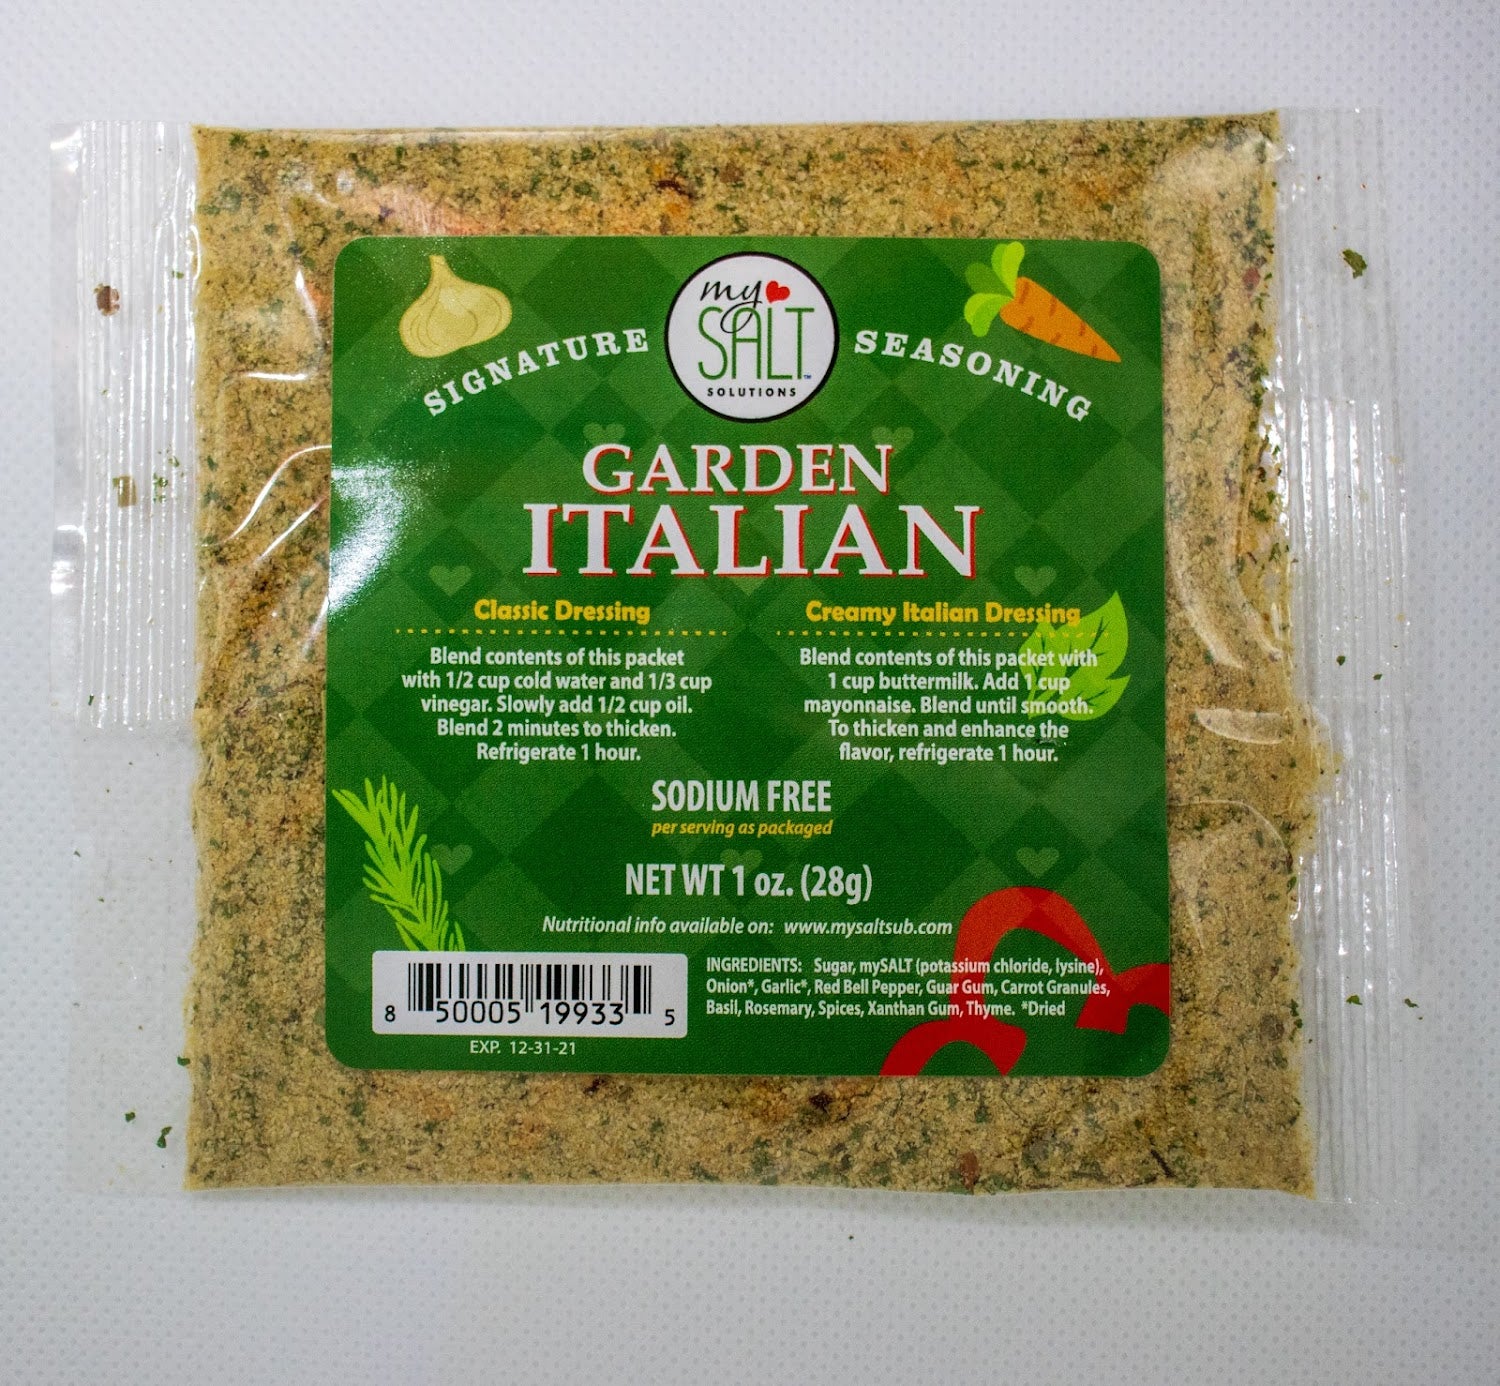 my
SALT™
SOLUTIONS
SIGNATURE SEASONING
GARDEN
ITALIAN
Classic Dressing
Blend contents of this packet
with 1/2 cup cold water and 1/3 cup
vinegar. Slowly add 1/2 cup oil.
Blend 2 minutes to thicken.
Refrigerate 1 hour.
Creamy Italian Dressing
Blend contents of this packet with
1 cup buttermilk. Add 1 cup
mayonnaise. Blend until smooth.
To thicken and enhance the
flavor, refrigerate 1 hour.
SODIUM FREE
per serving as packaged
NET WT 1 oz. (28g)
Nutritional info available on: www.mysaltsub.com
8 50005 19933 5
EXP. 12-31-21
INGREDIENTS: Sugar, mySALT (potassium chloride, lysine),
Onion*, Garlic*, Red Bell Pepper, Guar Gum, Carrot Granules,
Basil, Rosemary, Spices, Xanthan Gum, Thyme. *Dried